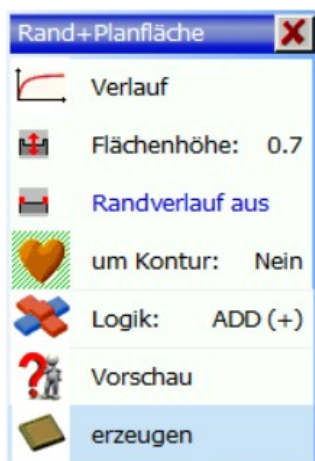 Rand+Planfläche
Verlauf
Flächenhöhe: 0.7
Randverlauf aus
um Kontur: Nein
Logik: ADD (+)
Vorschau
erzeugen